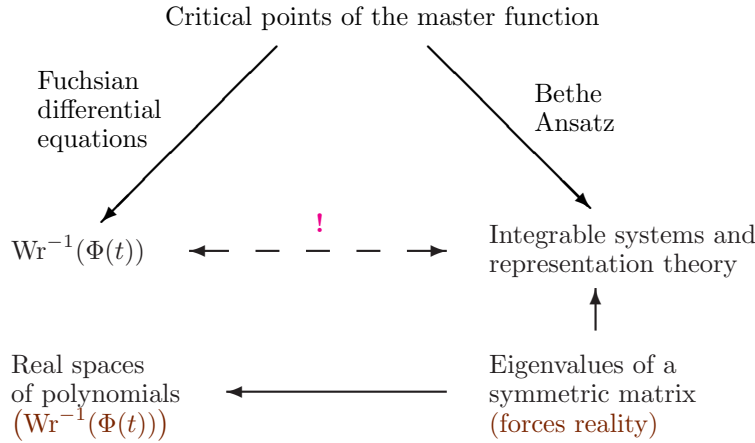 Critical points of the master function
Fuchsian
differential
equations
Bethe
Ansatz
!
Wr⁻¹(Φ(t))
Integrable systems and
representation theory
Real spaces
of polynomials
(Wr⁻¹(Φ(t)))
Eigenvalues of a
symmetric matrix
(forces reality)